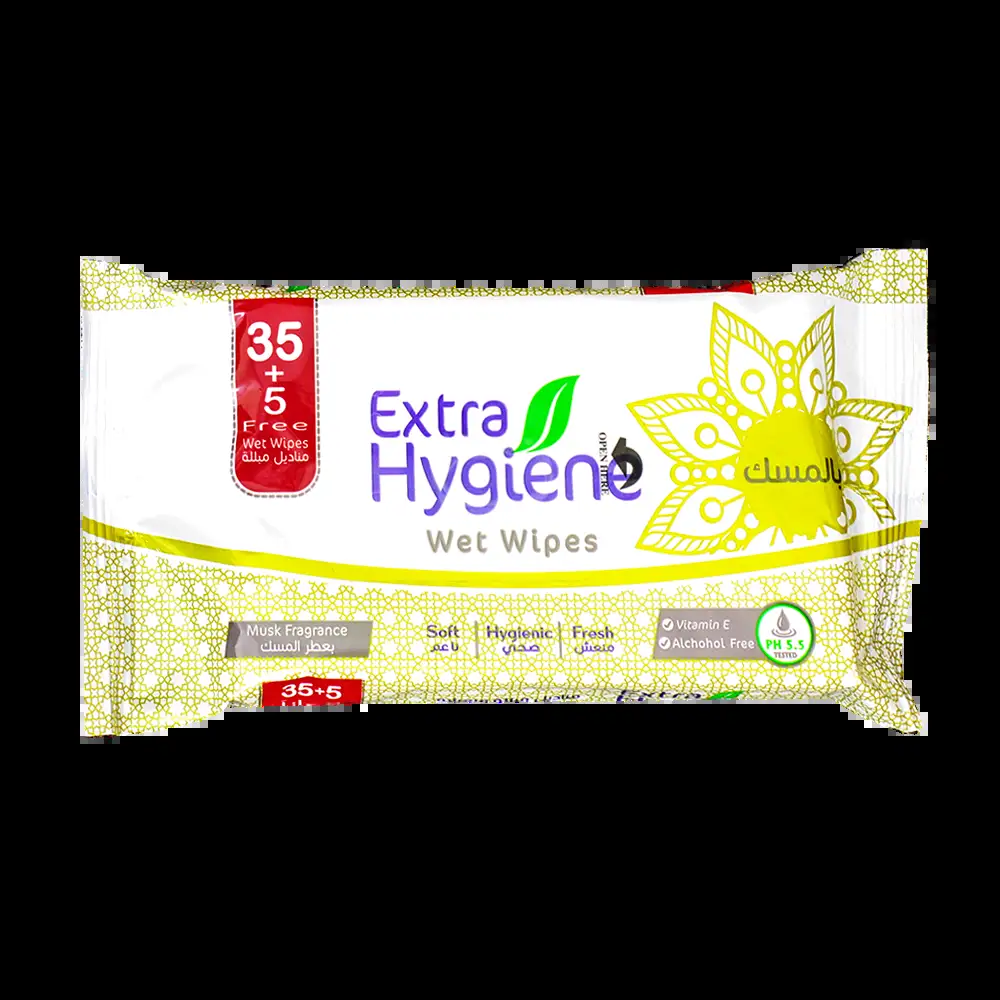 35
+
5
Free
Wet Wipes
مناديل مبللة
Extra
Hygiene
OPEN HERE
Wet Wipes
بالمسك
Musk Fragrance
بعطر المسك
Soft
ناعم
Hygienic
صحي
Fresh
منعش
Vitamin E
Alchohol Free
PH 5.5
TESTED
35+5
Extra